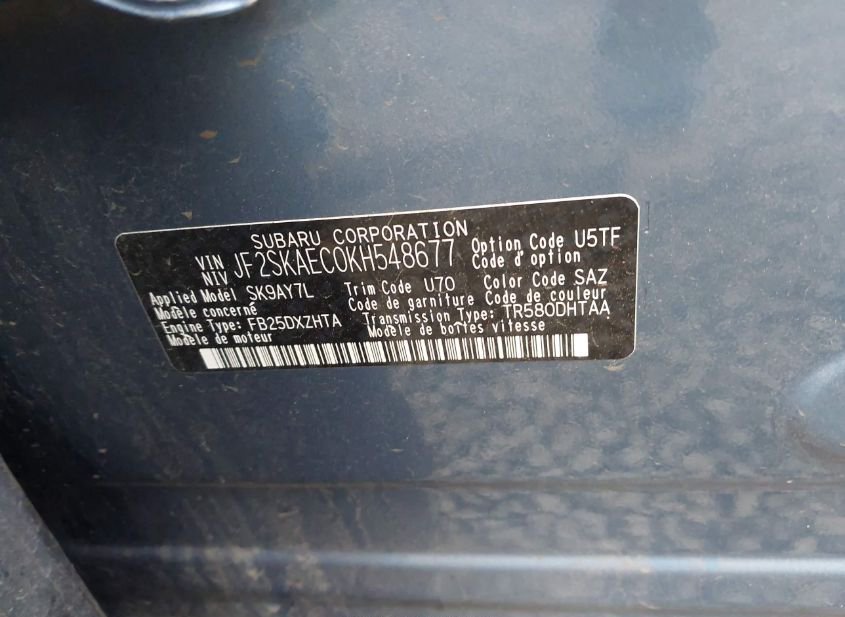 SUBARU CORPORATION
VIN JF2SKAEC0KH548677 Option Code U5TF
NIV Code d'option
Applied Model SK9AY7L Trim Code U70 Color Code SAZ
Modèle concerné Code de garniture Code de couleur
Engine Type: FB25DXZHTA Transmission Type: TR580DHTAA
Modèle de moteur Modèle de boîtes vitesse